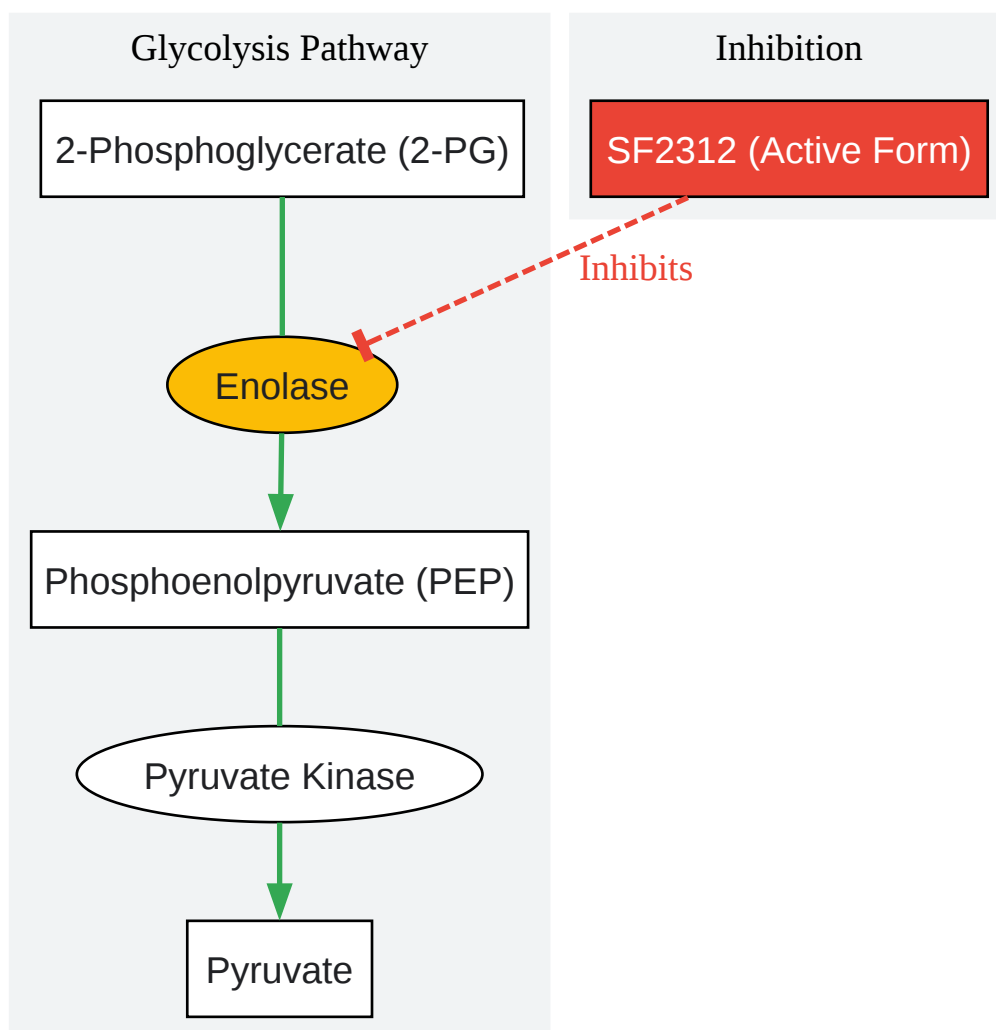 Glycolysis Pathway
Inhibition
2-Phosphoglycerate (2-PG)
SF2312 (Active Form)
Inhibits
Enolase
Phosphoenolpyruvate (PEP)
Pyruvate Kinase
Pyruvate